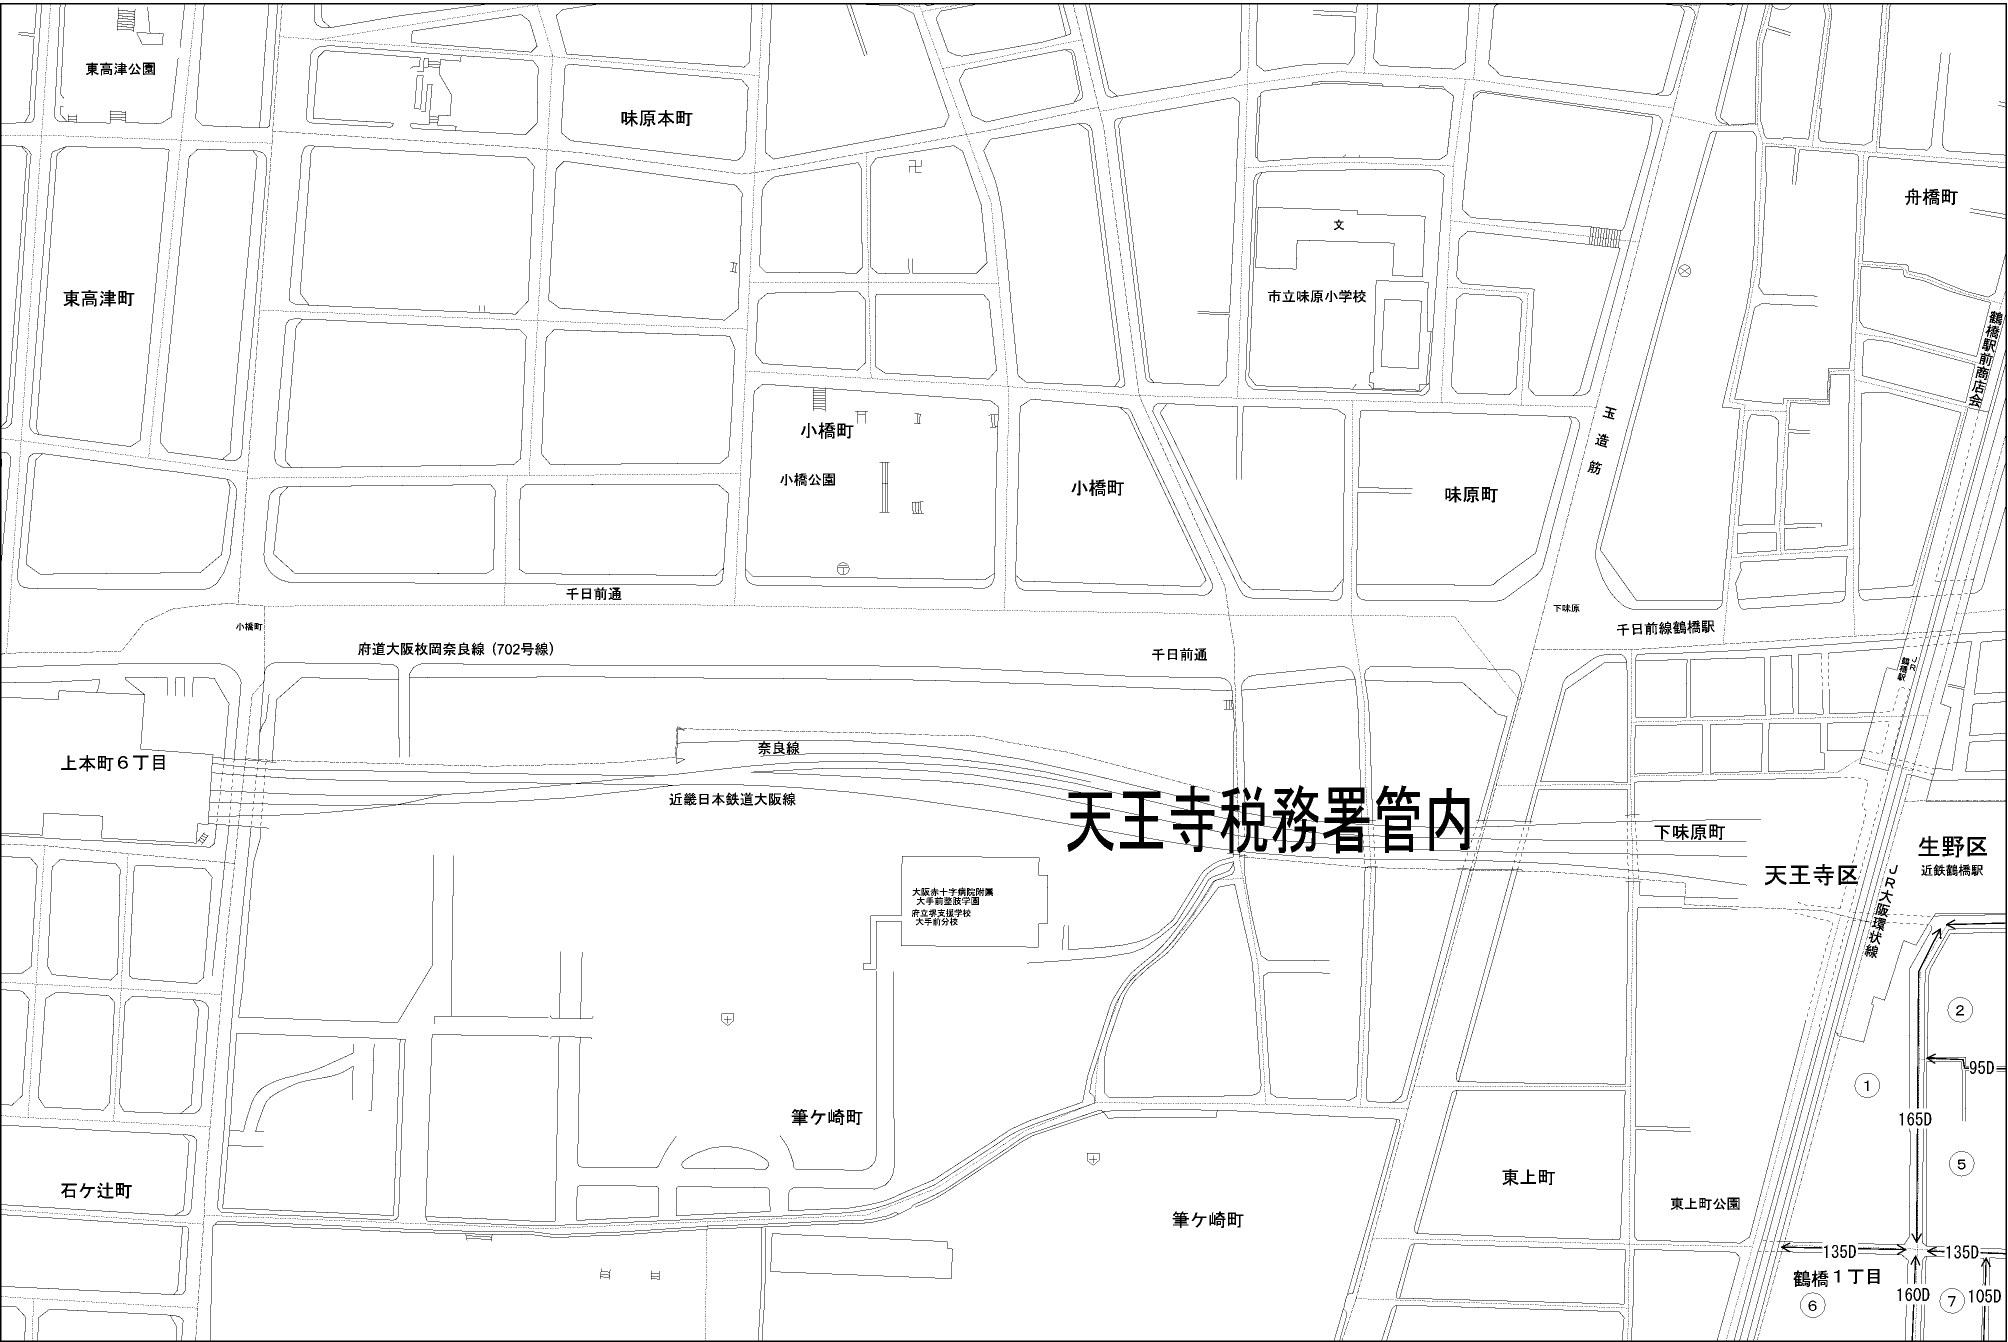 東高津公園
味原本町
舟橋町
文
東高津町
市立味原小学校
鶴橋駅前商店会
玉造筋
小橋町
小橋公園
小橋町
味原町
千日前通
小橋町
下味原
千日前線鶴橋駅
府道大阪枚岡奈良線(702号線)
千日前通
JR鶴橋駅
上本町6丁目
奈良線
近畿日本鉄道大阪線
天王寺税務署管内
下味原町
生野区
近鉄鶴橋駅
天王寺区
JR大阪環状線
大阪赤十字病院附属
大手前整肢学園
府立堺支援学校
大手前分校
②
95D
①
165D
筆ケ崎町
⑤
東上町
石ケ辻町
東上町公園
筆ケ崎町
135D
135D
鶴橋1丁目
160D
105D
⑥
⑦